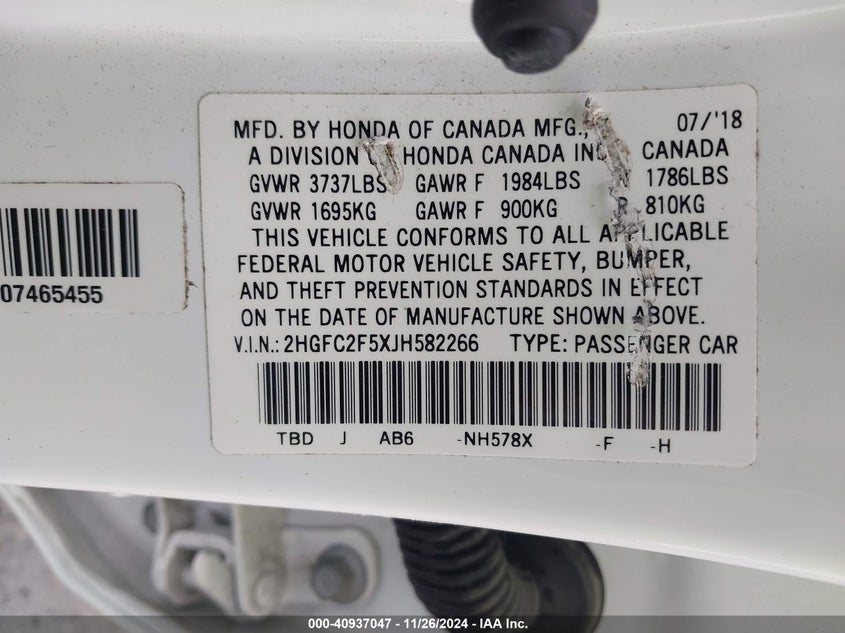 MFD. BY HONDA OF CANADA MFG., 07/'18
A DIVISION HONDA CANADA INC CANADA
GVWR 3737LBS GAWR F 1984LBS 1786LBS
GVWR 1695KG GAWR F 900KG R 810KG
THIS VEHICLE CONFORMS TO ALL APPLICABLE
FEDERAL MOTOR VEHICLE SAFETY, BUMPER,
AND THEFT PREVENTION STANDARDS IN EFFECT
ON THE DATE OF MANUFACTURE SHOWN ABOVE.
V.I.N.: 2HGFC2F5XJH582266 TYPE: PASSENGER CAR
TBD J AB6 -NH578X -F -H
07465455
000-40937047 - 11/26/2024 - IAA Inc.